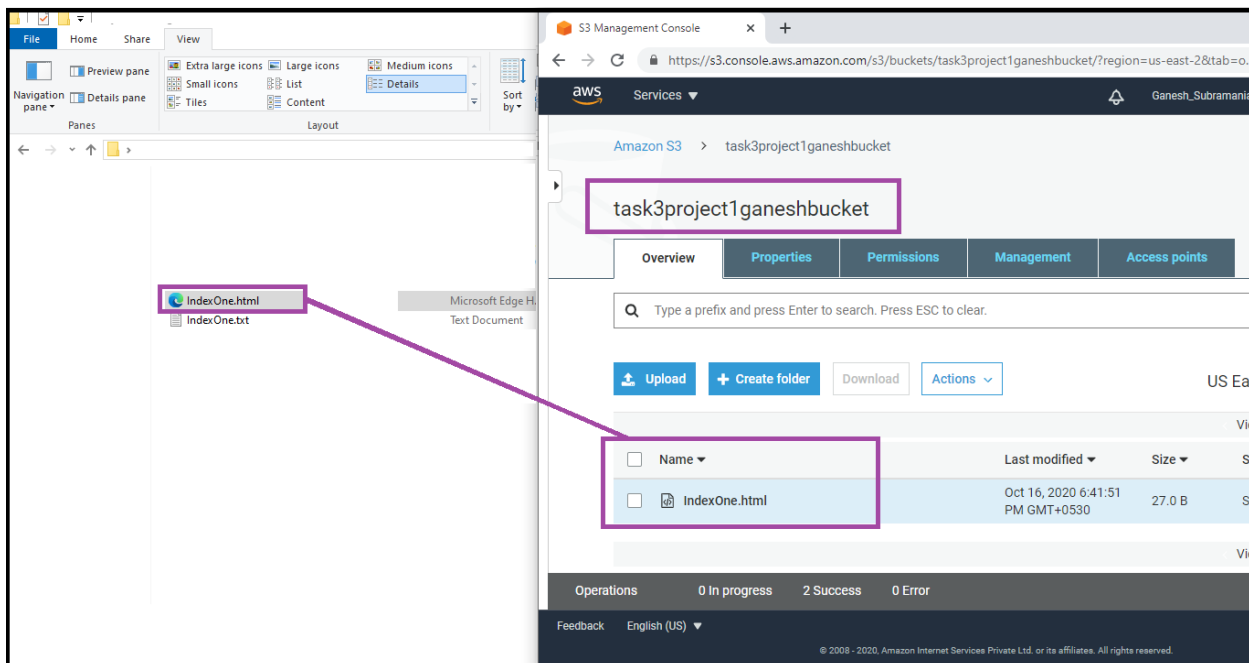 File Home Share View
Navigation pane
Preview pane
Details pane
Panes
Extra large icons Large icons Medium icons
Small icons List Details
Tiles Content
Layout
Sort by
IndexOne.html Microsoft Edge H.
IndexOne.txt Text Document
S3 Management Console
https://s3.console.aws.amazon.com/s3/buckets/task3project1ganeshbucket/?region=us-east-2&tab=o.
aws Services Ganesh_Subramania
Amazon S3 > task3project1ganeshbucket
task3project1ganeshbucket
Overview Properties Permissions Management Access points
Type a prefix and press Enter to search. Press ESC to clear.
Upload Create folder Download Actions US Ea
Vi
Name Last modified Size S
IndexOne.html Oct 16, 2020 6:41:51 27.0 B S
PM GMT+0530
Vi
Operations 0 In progress 2 Success 0 Error
Feedback English (US)
© 2008 - 2020, Amazon Internet Services Private Ltd. or its affiliates. All rights reserved.